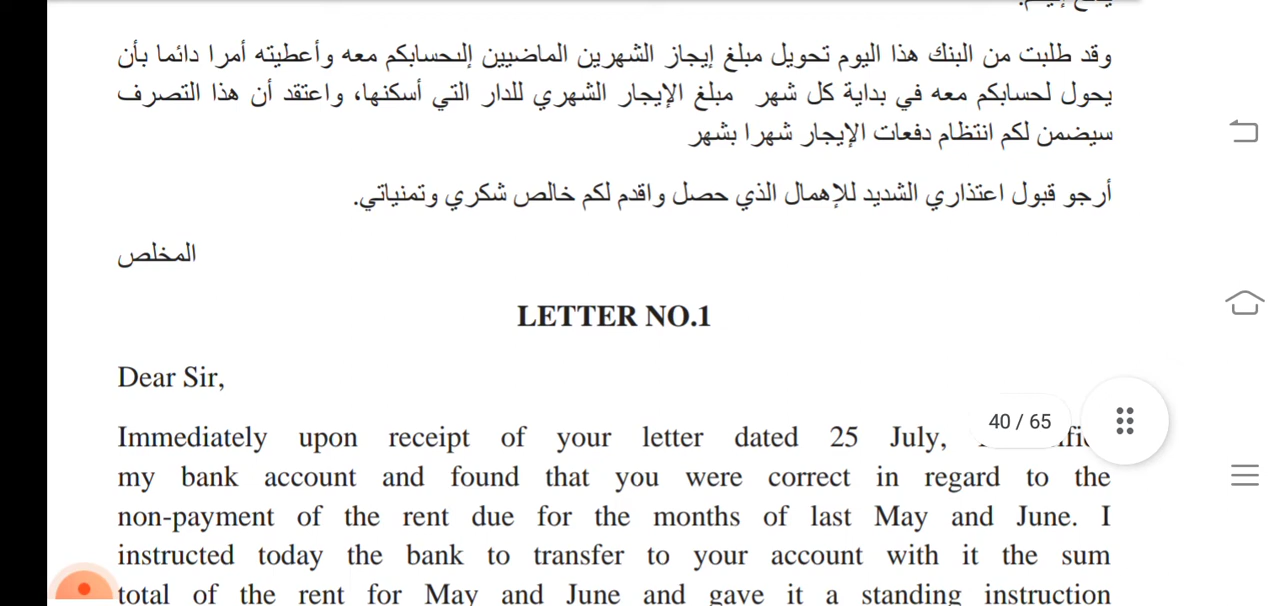 وقد طلبت من البنك هذا اليوم تحويل مبلغ إيجاز الشهرين الماضيين إلىحسابكم معه وأعطيته أمرا دائما بأن
يحول لحسابكم معه في بداية كل شهر مبلغ الإيجار الشهري للدار التي أسكنها، واعتقد أن هذا التصرف
سيضمن لكم انتظام دفعات الإيجار شهرا بشهر
أرجو قبول اعتذاري الشديد للإهمال الذي حصل واقدم لكم خالص شكري وتمنياتي.
المخلص
LETTER NO.1
Dear Sir,
40 / 65
Immediately upon receipt of your letter dated 25 July,
my bank account and found that you were correct in regard to the
non-payment of the rent due for the months of last May and June. I
instructed today the bank to transfer to your account with it the sum
total of the rent for May and June and gave it a standing instruction